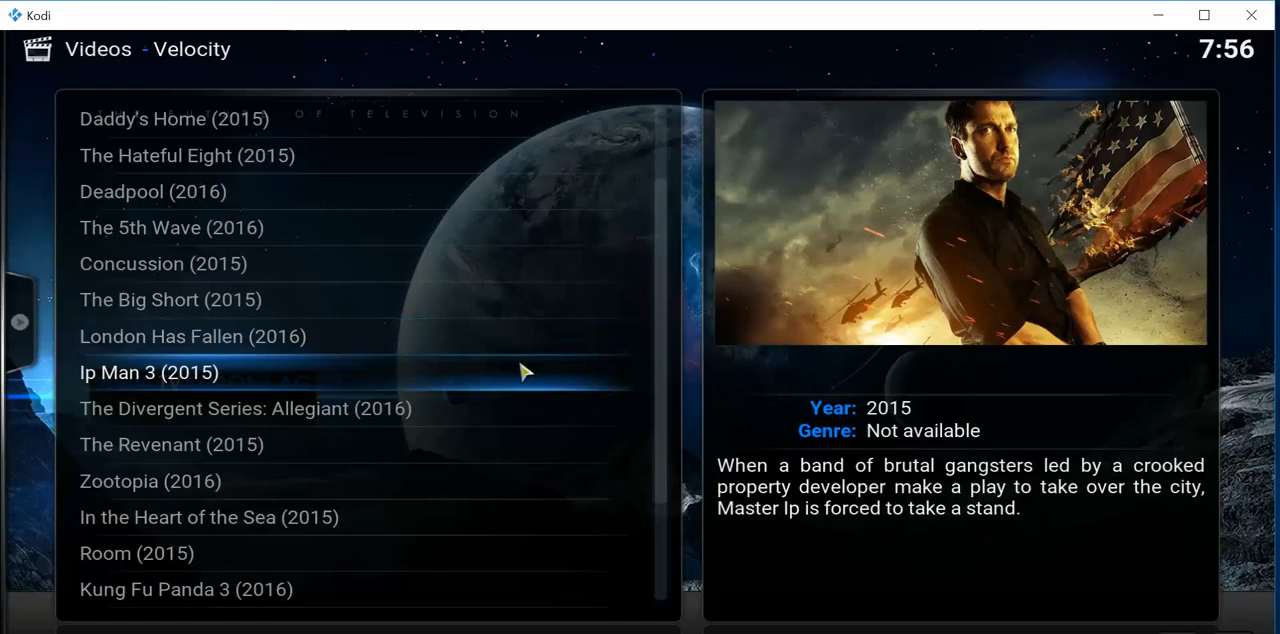 Kodi
Videos - Velocity
7:56
OF TELEVISION
Daddy's Home (2015)
The Hateful Eight (2015)
Deadpool (2016)
The 5th Wave (2016)
Concussion (2015)
The Big Short (2015)
London Has Fallen (2016)
Ip Man 3 (2015)
The Divergent Series: Allegiant (2016)
The Revenant (2015)
Zootopia (2016)
In the Heart of the Sea (2015)
Room (2015)
Kung Fu Panda 3 (2016)
Year: 2015
Genre: Not available
When a band of brutal gangsters led by a crooked
property developer make a play to take over the city,
Master Ip is forced to take a stand.